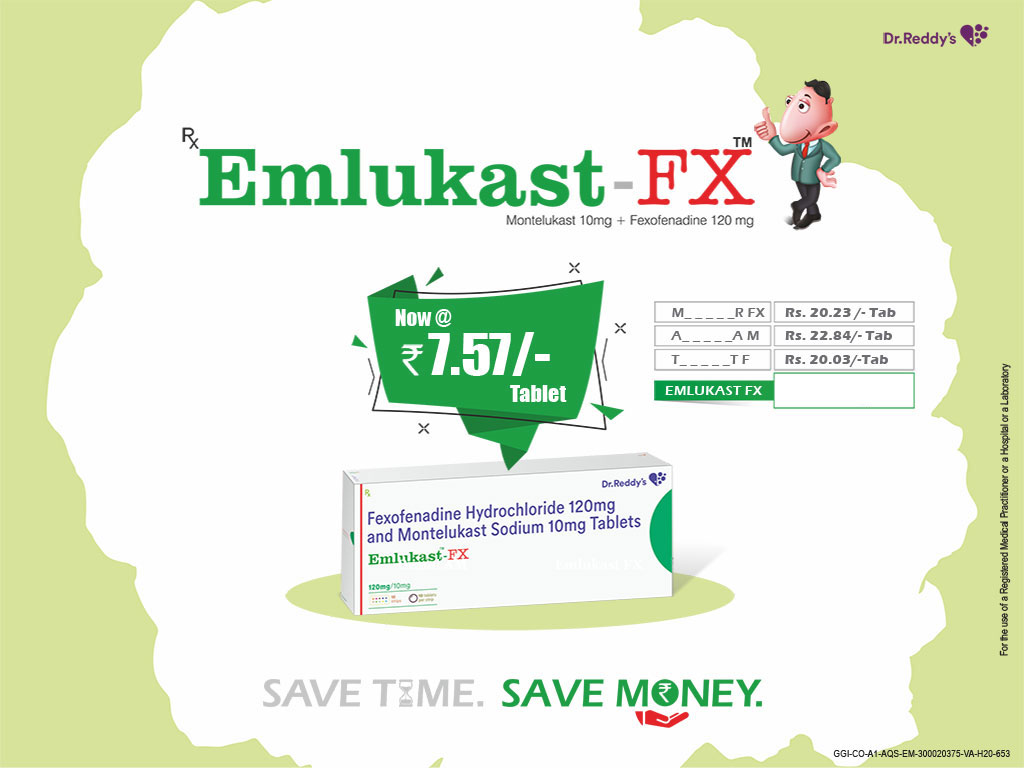 Dr.Reddy's
Rx
Emlukast-FX™
Montelukast 10mg + Fexofenadine 120 mg
Now @
₹7.57/-
Tablet
M_ _ _ _ _R FX Rs. 20.23 /- Tab
A_ _ _ _ _A M Rs. 22.84/- Tab
T_ _ _ _ _T F Rs. 20.03/-Tab
EMLUKAST FX
Dr.Reddy's
Rx
Fexofenadine Hydrochloride 120mg
and Montelukast Sodium 10mg Tablets
Emlukast™-FX
Emlukast FX
120mg/10mg
SAVE TIME. SAVE MONEY.
For the use of a Registered Medical Practitioner or a Hospital or a Laboratory
GGI-CO-A1-AQS-EM-300020375-VA-H20-653